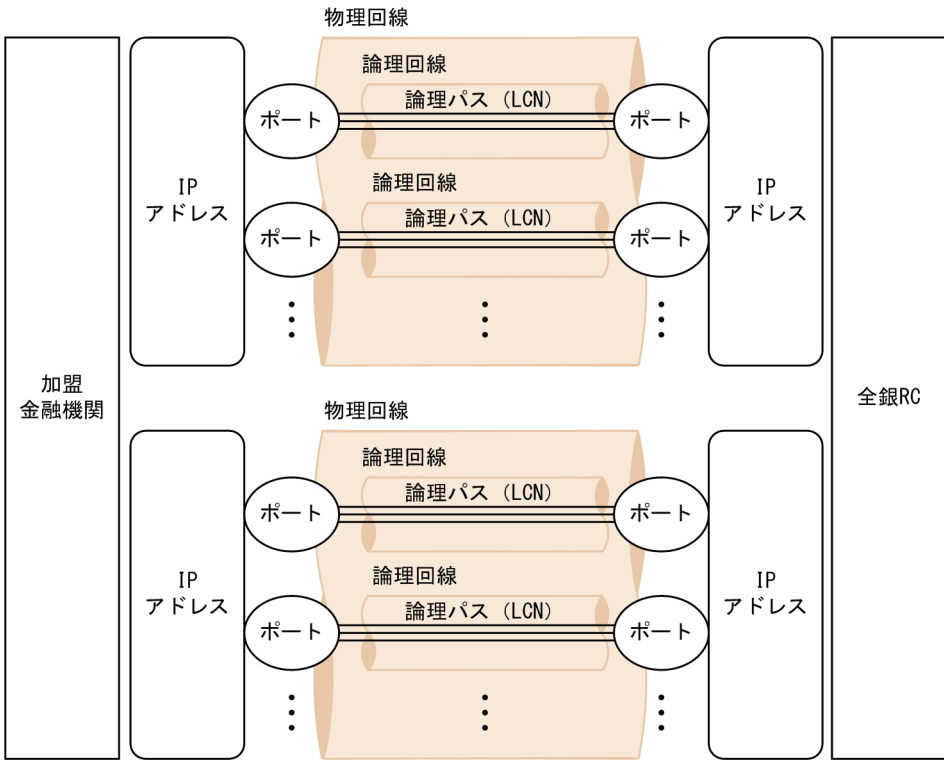 物理回線
論理回線
論理パス（LCN）
ポート
ポート
IP
アドレス
IP
アドレス
論理回線
論理パス（LCN）
ポート
ポート
加盟
金融機関
全銀RC
物理回線
論理回線
論理パス（LCN）
ポート
ポート
IP
アドレス
IP
アドレス
論理回線
論理パス（LCN）
ポート
ポート